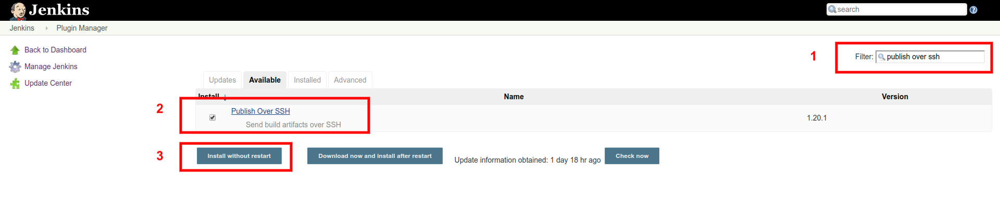 Jenkins
search
Jenkins Plugin Manager
Back to Dashboard
Manage Jenkins
Update Center
1
Filter: publish over ssh
Updates Available Installed Advanced
Install ↓ Name Version
2
Publish Over SSH
Send build artifacts over SSH
1.20.1
3
Install without restart Download now and install after restart Update information obtained: 1 day 18 hr ago Check now